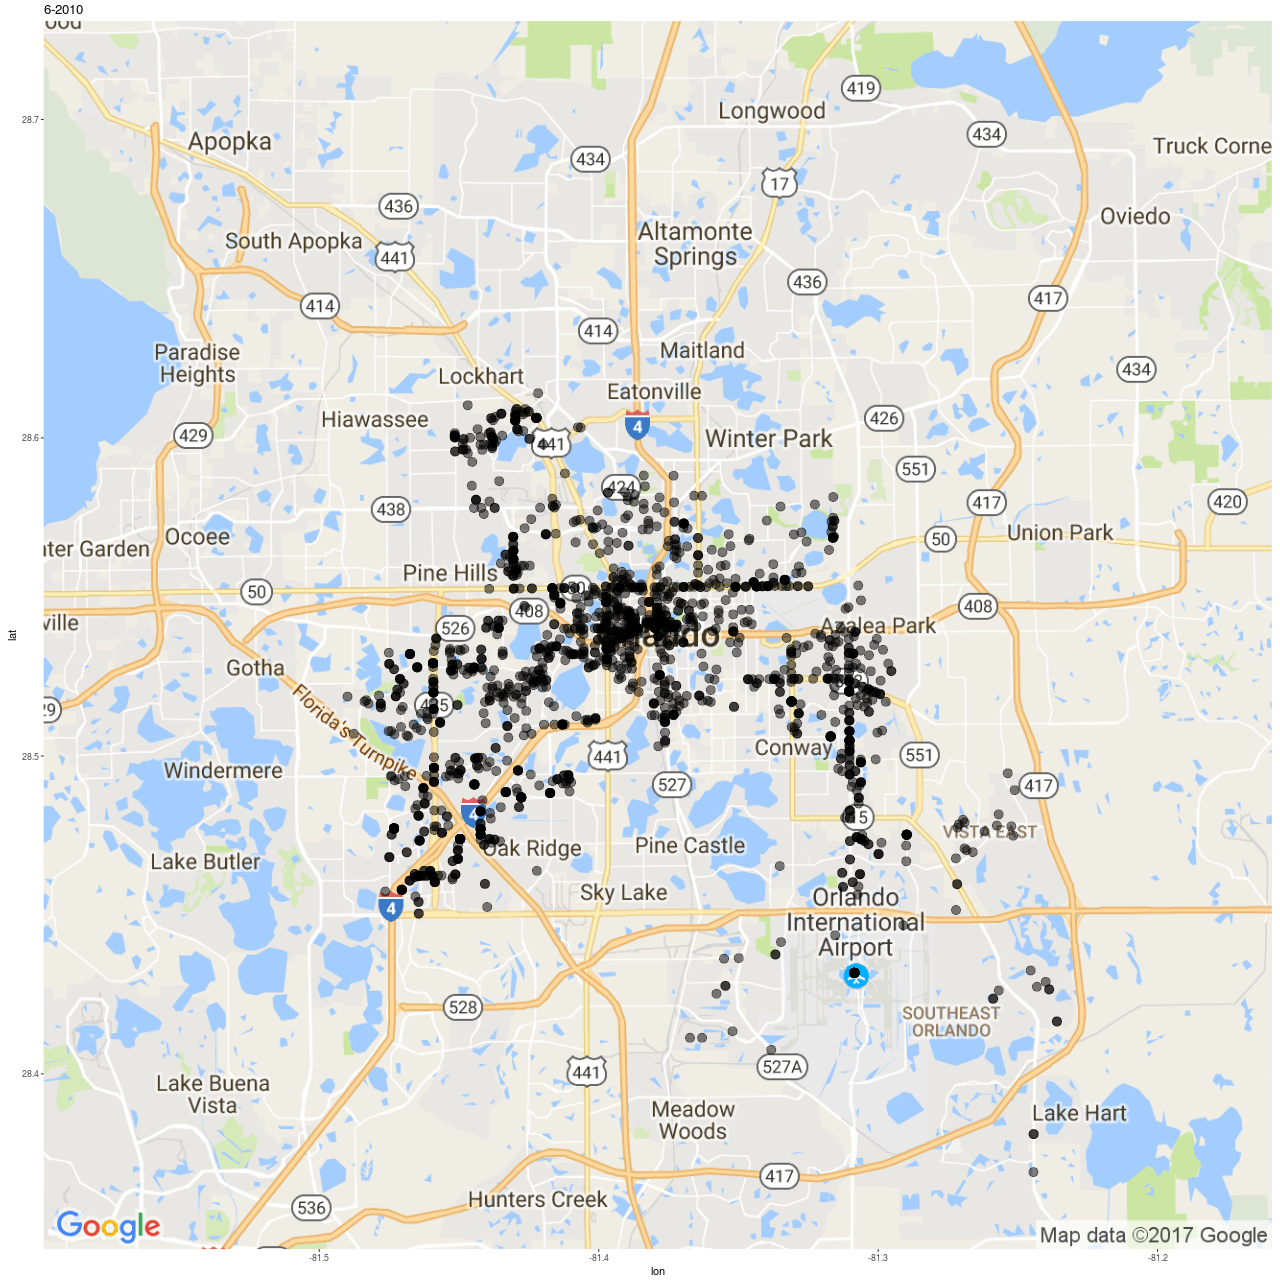 6-2010
ood
Longwood
419
434
Apopka
434
Truck Corne
17
436
Oviedo
South Apopka
441
Altamonte
Springs
436
417
414
414
Paradise
Heights
Maitland
Lockhart
434
Eatonville
Hiawassee
426
4
429
441
Winter Park
551
424
438
417
420
Ocoee
50
Union Park
ater Garden
Pine Hills
50
408
408
ville
526
Azalea Park
Gotha
Florida's Turnpike
29
Conway
441
551
Windermere
527
417
4
15
VISTA EAST
Oak Ridge
Pine Castle
Lake Butler
Sky Lake
4
Orlando
International
Airport
528
SOUTHEAST
ORLANDO
441
527A
Lake Buena
Vista
Meadow
Woods
Lake Hart
417
Hunters Creek
536
Google
Map data ©2017 Google
28.7
28.6
28.5
28.4
lat
-81.5
-81.4
-81.3
-81.2
lon